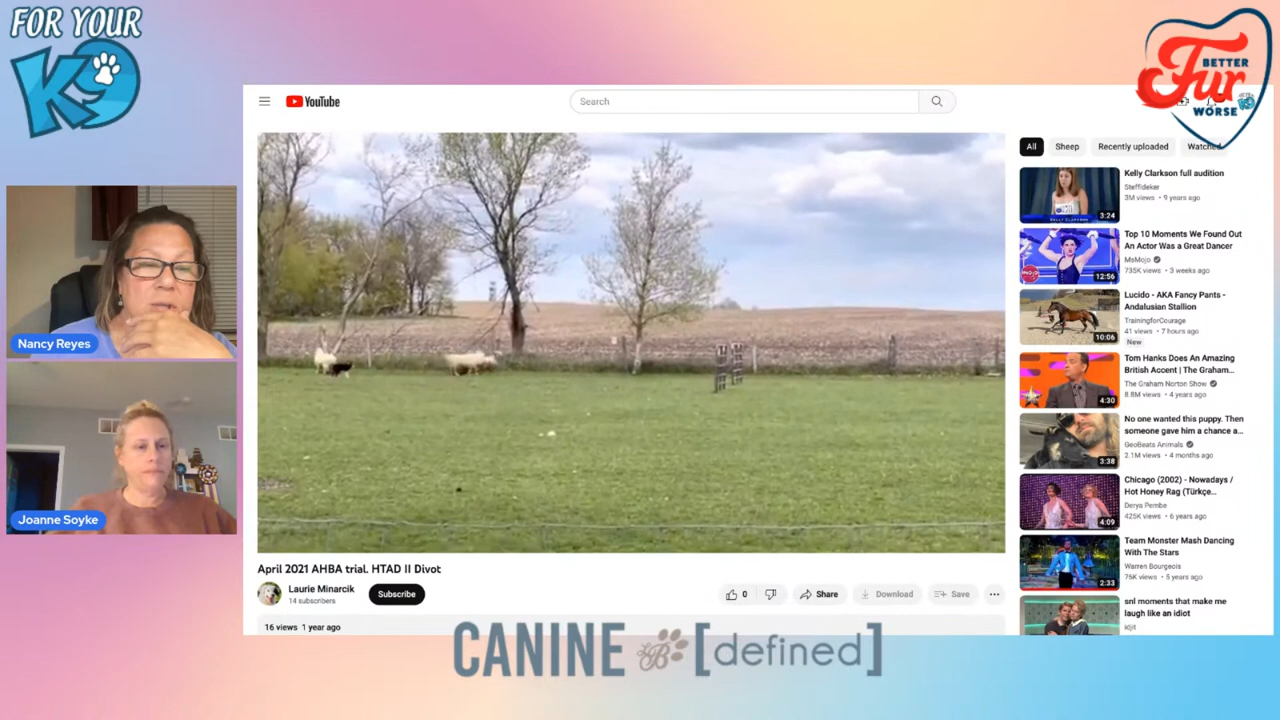 FOR YOUR
K9
BETTER
Fur
WORSE
YouTube
Search
All
Sheep
Recently uploaded
Watched
Kelly Clarkson full audition
Steffideker
3M views • 9 years ago
3:24
Top 10 Moments We Found Out
An Actor Was a Great Dancer
MsMojo
735K views • 3 weeks ago
12:56
Lucido - AKA Fancy Pants -
Andalusian Stallion
TrainingforCourage
41 views • 7 hours ago
New
10:06
Tom Hanks Does An Amazing
British Accent | The Graham...
The Graham Norton Show
8.8M views • 4 years ago
4:30
No one wanted this puppy. Then
someone gave him a chance a...
GeoBeats Animals
2.1M views • 4 months ago
3:38
Chicago (2002) - Nowadays /
Hot Honey Rag (Türkçe...
Derya Pembe
425K views • 6 years ago
4:09
Team Monster Mash Dancing
With The Stars
Warren Bourgeois
76K views • 5 years ago
2:33
snl moments that make me
laugh like an idiot
Nancy Reyes
Joanne Soyke
April 2021 AHBA trial. HTAD II Divot
Laurie Minarcik
14 subscribers
Subscribe
0
Share
Download
Save
16 views 1 year ago
CANINE [defined]